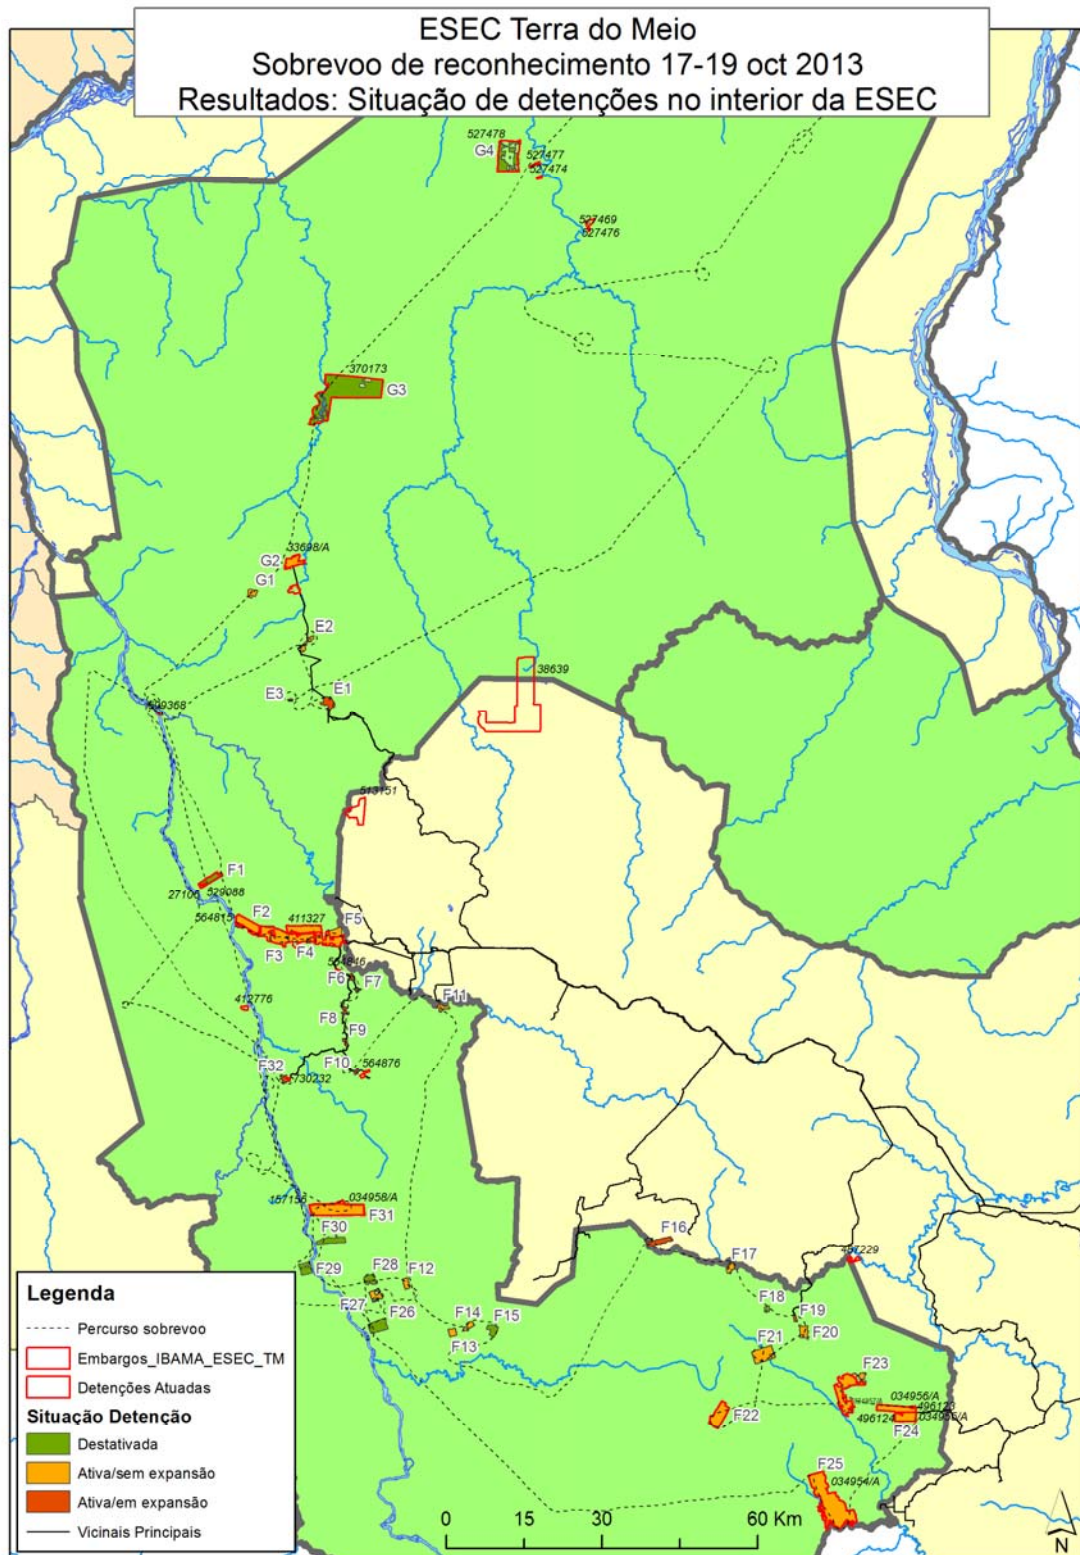 ESEC Terra do Meio
Sobrevoo de reconhecimento 17-19 oct 2013
Resultados: Situação de detenções no interior da ESEC
527478
G4
527477
527474
527469
527476
370173
G3
33698/A
G2
G1
E2
E3
E1
38639
509368
513151
F1
27106
529088
564815
F2
411327
F5
F3
F4
564846
F6
F7
412776
F8
F11
F9
F10
564876
F32
730232
157156
034958/A
F31
F30
F16
F29
F28
F12
F17
457229
F27
F26
F14
F15
F13
F18
F19
F20
F21
F23
034956/A
496123
F22
496124
034956/A
F24
F25
034954/A
Legenda
Percurso sobrevoo
Embargos_IBAMA_ESEC_TM
Detenções Atuadas
Situação Detenção
Destativada
Ativa/sem expansão
Ativa/em expansão
Vicinais Principais
0 15 30 60 Km
N